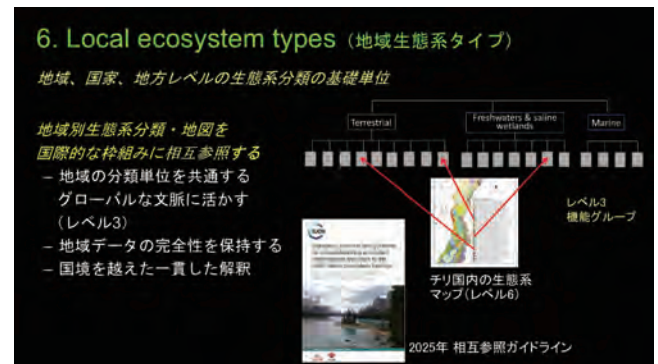 6. Local ecosystem types（地域生態系タイプ）
地域、国家、地方レベルの生態系分類の基礎単位
地域別生態系分類・地図を
国際的な枠組みに相互参照する
– 地域の分類単位を共通する
グローバルな文脈に活かす
（レベル3）
– 地域データの完全性を保持する
– 国境を越えた一貫した解釈
Terrestrial
Freshwaters & saline
wetlands
Marine
レベル3
機能グループ
チリ国内の生態系
マップ（レベル6）
2025年 相互参照ガイドライン